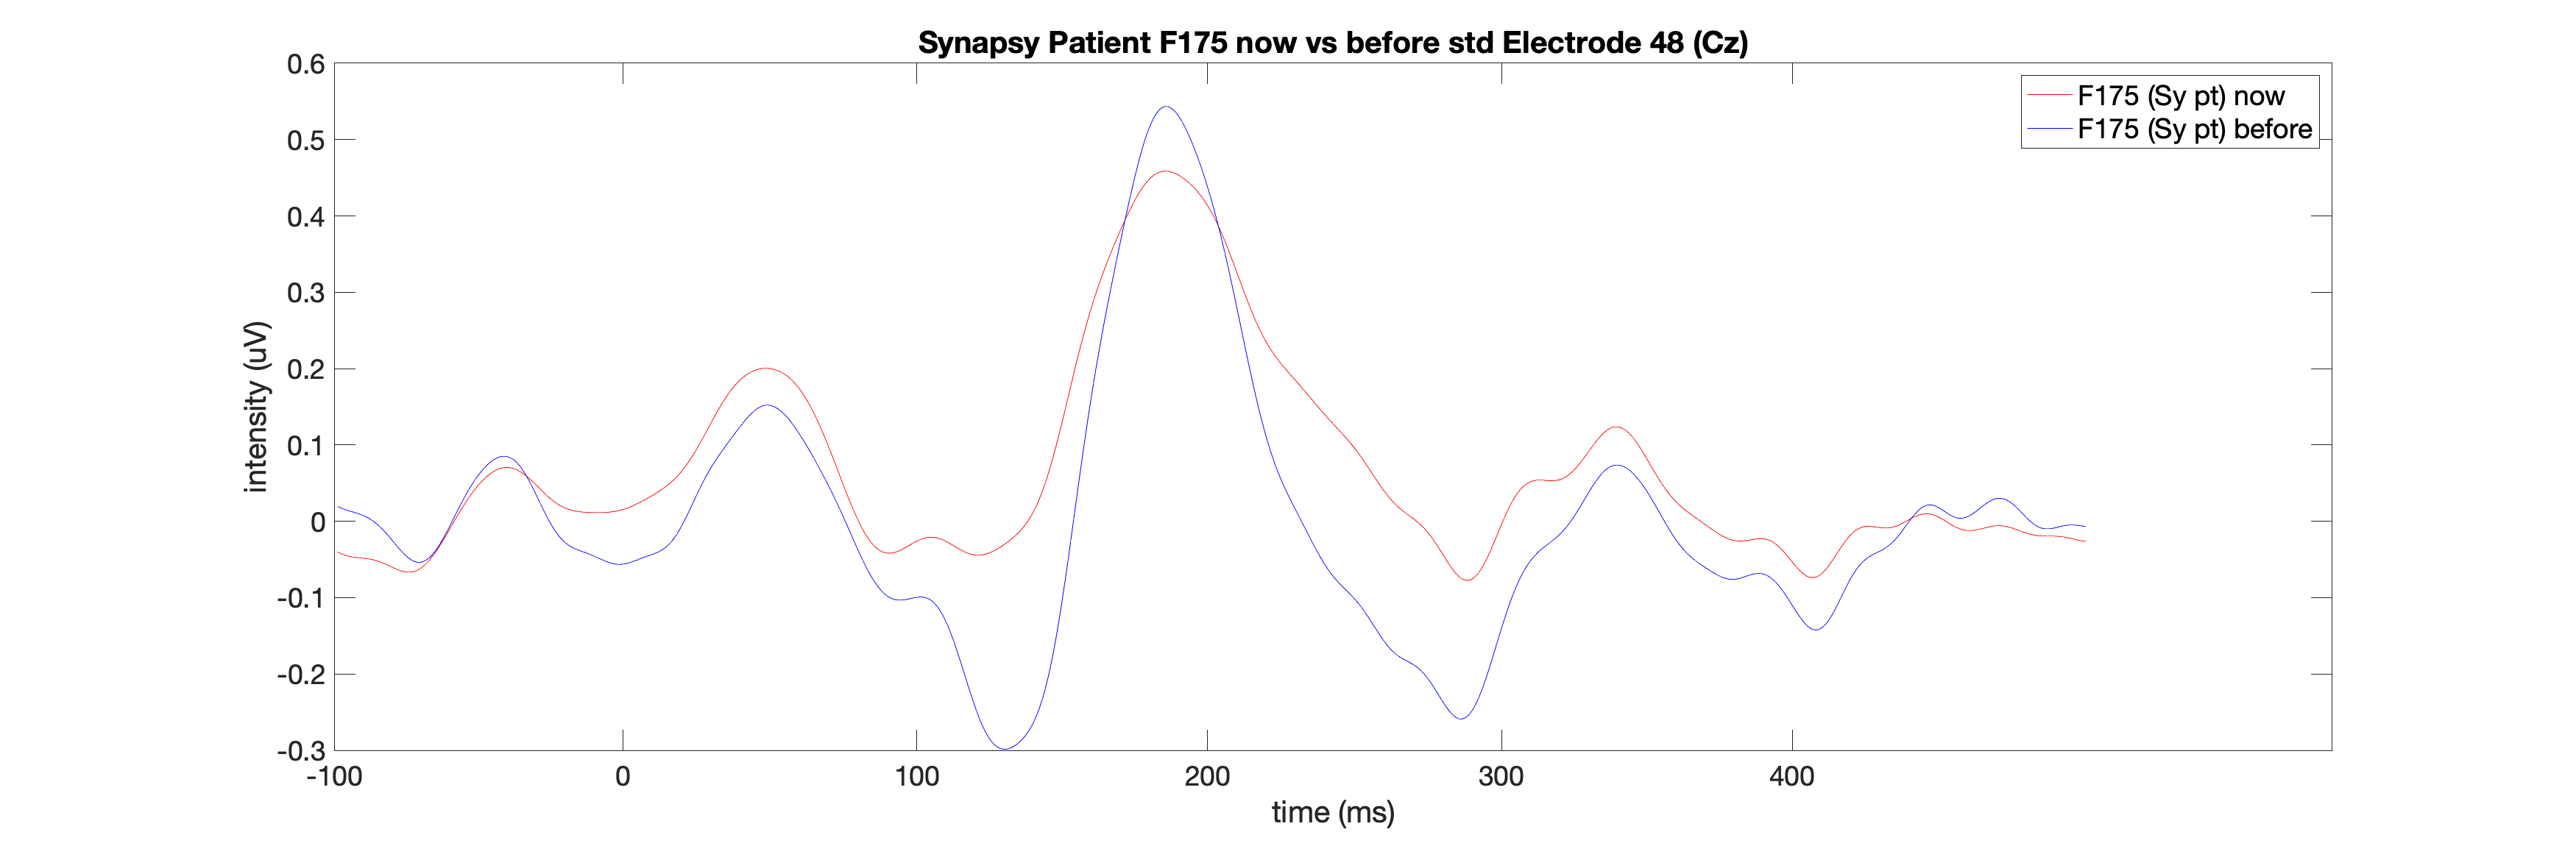 Synapsy Patient F175 now vs before std Electrode 48 (Cz)
F175 (Sy pt) now
F175 (Sy pt) before
intensity (uV)
0.6
0.5
0.4
0.3
0.2
0.1
0
-0.1
-0.2
-0.3
-100 0 100 200 300 400
time (ms)